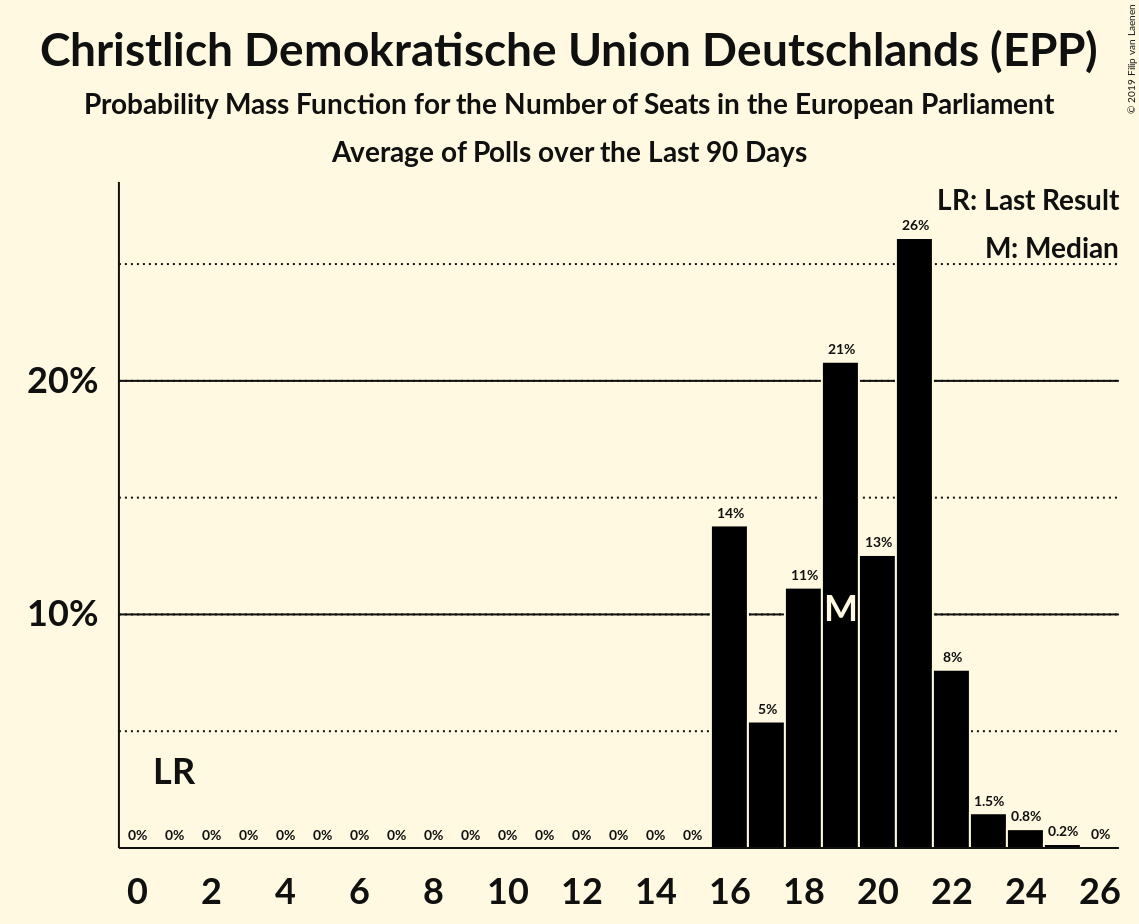 Christlich Demokratische Union Deutschlands (EPP)
Probability Mass Function for the Number of Seats in the European Parliament
Average of Polls over the Last 90 Days
© 2019 Filip van Laenen
LR: Last Result
M: Median
26%
21%
20%
14%
13%
11%
M
10%
8%
5%
LR
1.5%
0.8%
0% 0% 0% 0% 0% 0% 0% 0% 0% 0% 0% 0% 0% 0% 0% 0% 0.2% 0%
0 2 4 6 8 10 12 14 16 18 20 22 24 26